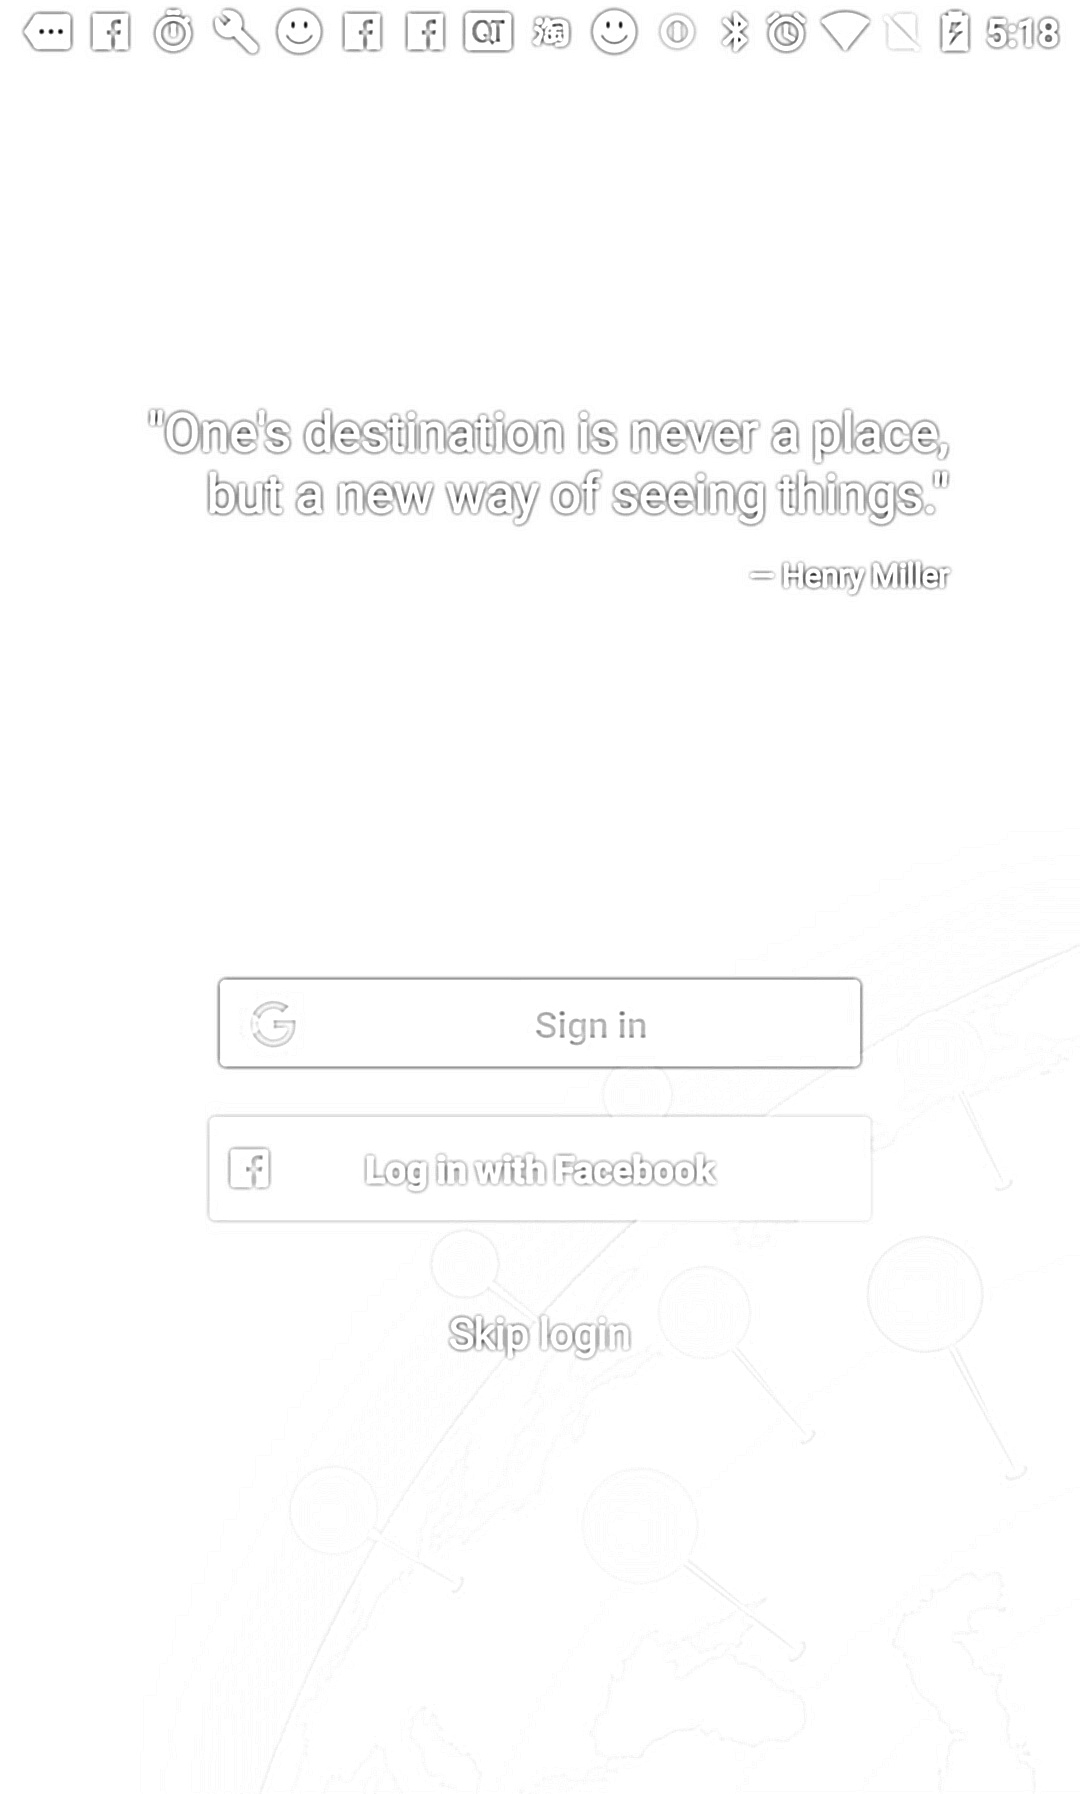 QT 淘 5:18
"One's destination is never a place,
but a new way of seeing things."
— Henry Miller
G Sign in
f Log in with Facebook
Skip login